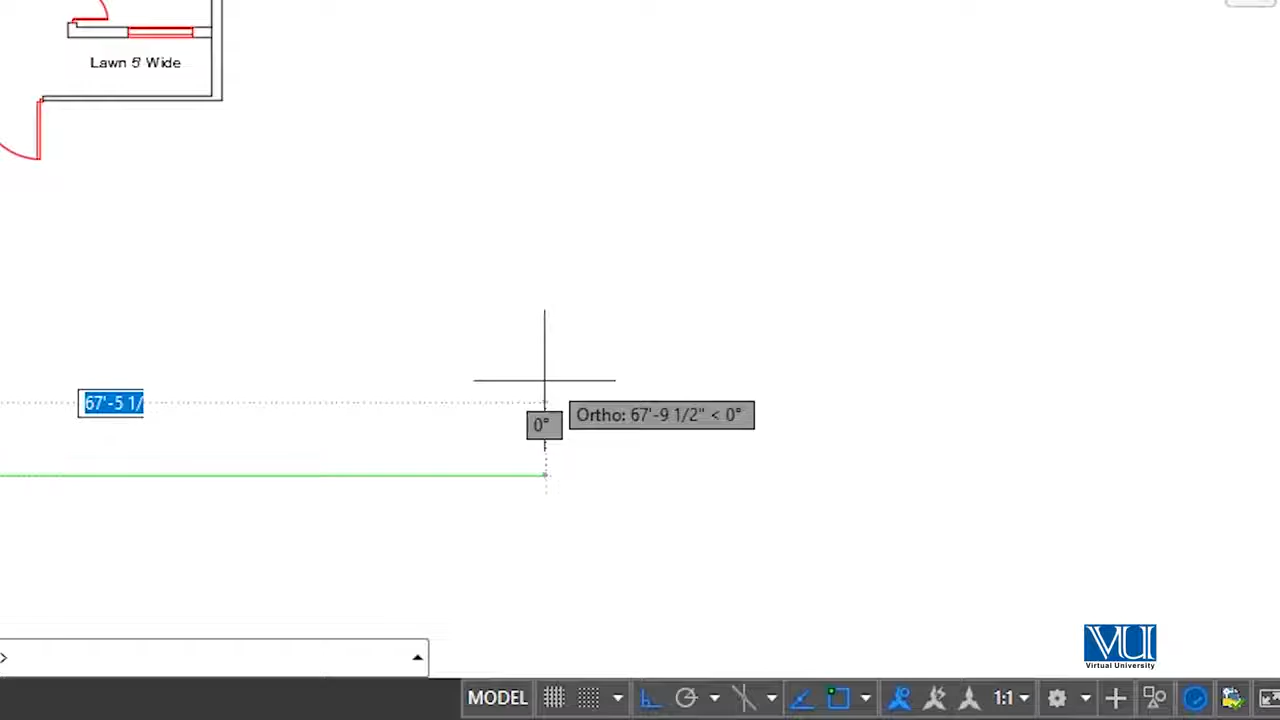 Lawn 5' Wide
67'-5 1/
Ortho: 67'-9 1/2" < 0°
0°
>
VU
Virtual University
MODEL
1:1